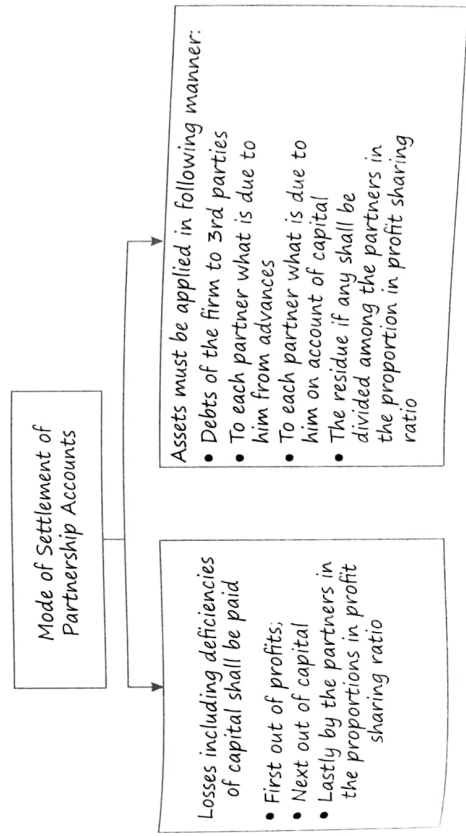 Mode of Settlement of
Partnership Accounts
Losses including deficiencies
of capital shall be paid
• First out of profits;
• Next out of capital
• Lastly by the partners in
the proportions in profit
sharing ratio
Assets must be applied in following manner:
• Debts of the firm to 3rd parties
• To each partner what is due to
him from advances
• To each partner what is due to
him on account of capital
• The residue if any shall be
divided among the partners in
the proportion in profit sharing
ratio